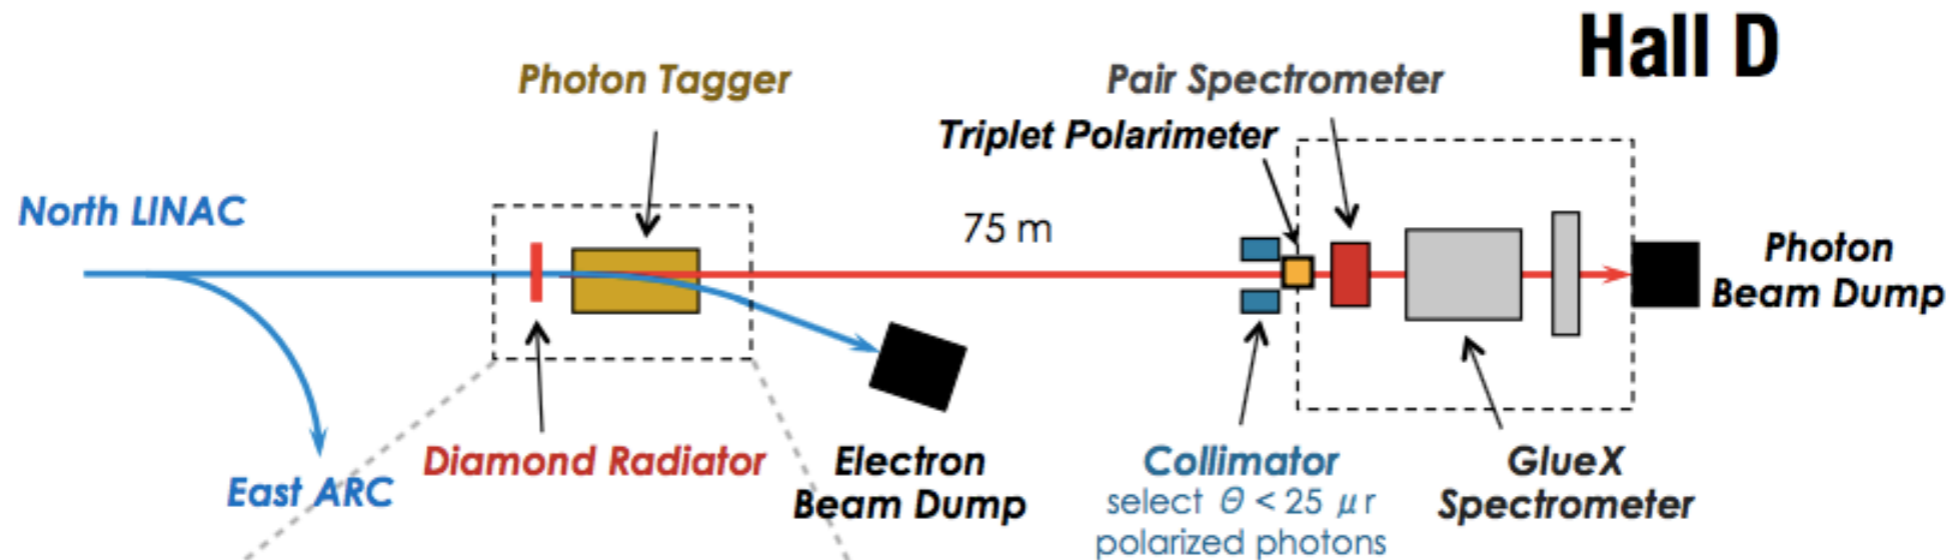 Hall D
Photon Tagger
Pair Spectrometer
Triplet Polarimeter
North LINAC
75 m
Photon
Beam Dump
Diamond Radiator
Electron
Beam Dump
Collimator
select θ < 25 μr
polarized photons
GlueX
Spectrometer
East ARC